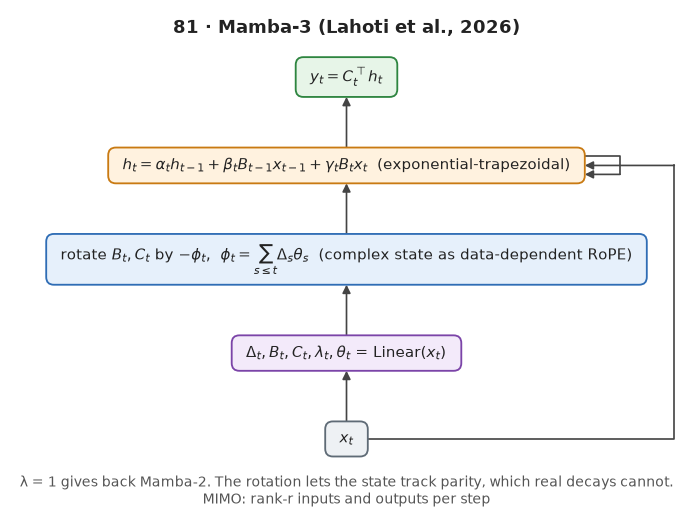 81 · Mamba-3 (Lahoti et al., 2026)
y_t = C_t^⊤ h_t
h_t = α_t h_{t−1} + β_t B_{t−1} x_{t−1} + γ_t B_t x_t (exponential-trapezoidal)
rotate B_t, C_t by −ϕ_t, ϕ_t = ∑_{s≤t} Δ_s θ_s (complex state as data-dependent RoPE)
Δ_t, B_t, C_t, λ_t, θ_t = Linear(x_t)
x_t
λ = 1 gives back Mamba-2. The rotation lets the state track parity, which real decays cannot.
MIMO: rank-r inputs and outputs per step